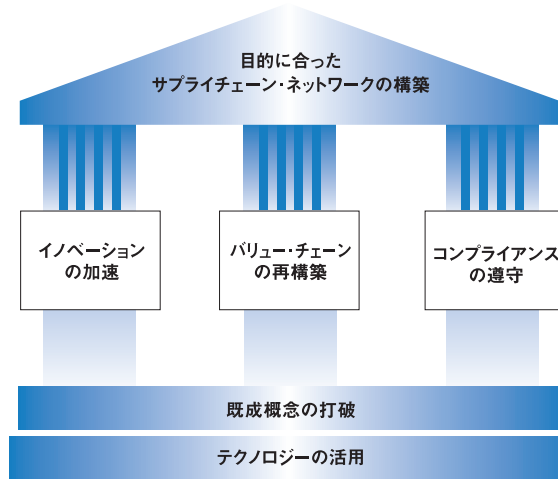 目的に合った
サプライチェーン・ネットワークの構築
イノベーション
の加速
バリュー・チェーン
の再構築
コンプライアンス
の遵守
既成概念の打破
テクノロジーの活用